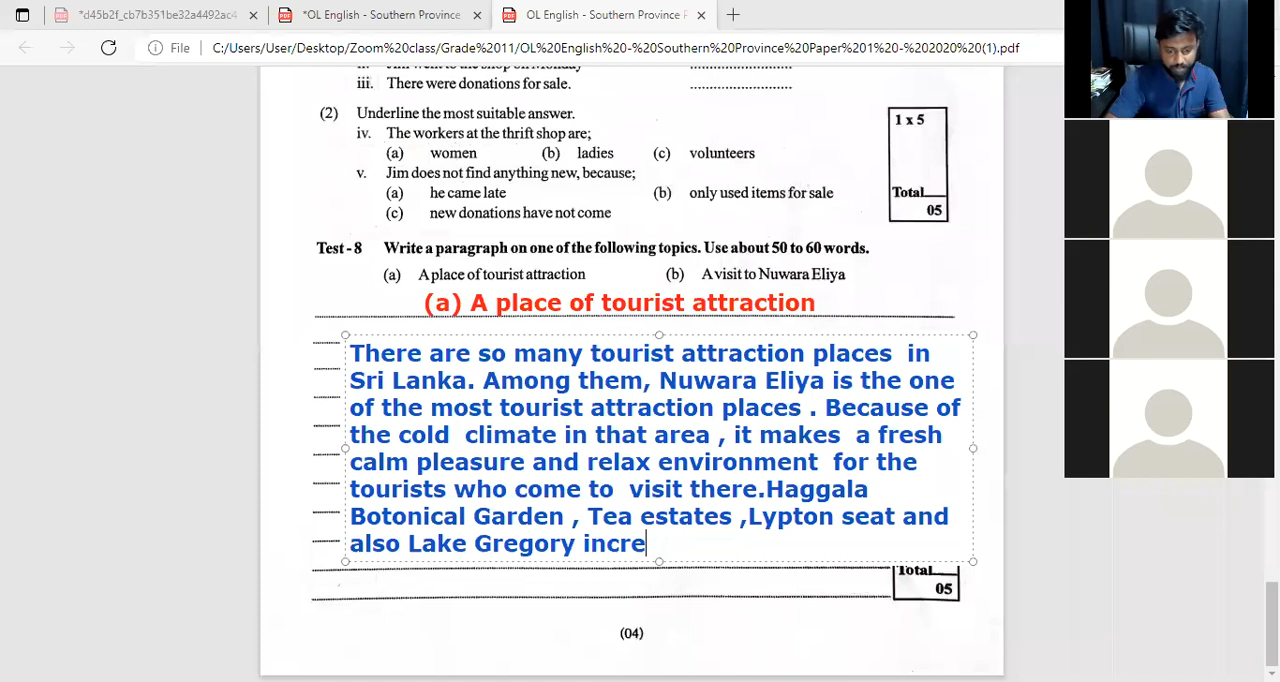 *d45b2f_cb7b351be32a4492ac4
*OL English - Southern Province
OL English - Southern Province P
File
C:/Users/User/Desktop/Zoom%20class/Grade%2011/OL%20English%20-%20Southern%20Province%20Paper%201%20-%202020%20(1).pdf
iii. There were donations for sale. ..........................
(2) Underline the most suitable answer.
1 x 5
iv. The workers at the thrift shop are;
(a) women (b) ladies (c) volunteers
v. Jim does not find anything new, because;
(a) he came late (b) only used items for sale
Total
(c) new donations have not come
05
Test - 8 Write a paragraph on one of the following topics. Use about 50 to 60 words.
(a) A place of tourist attraction (b) A visit to Nuwara Eliya
(a) A place of tourist attraction
There are so many tourist attraction places in
Sri Lanka. Among them, Nuwara Eliya is the one
of the most tourist attraction places . Because of
the cold climate in that area , it makes a fresh
calm pleasure and relax environment for the
tourists who come to visit there.Haggala
Botonical Garden , Tea estates ,Lypton seat and
also Lake Gregory incre
Total
05
(04)